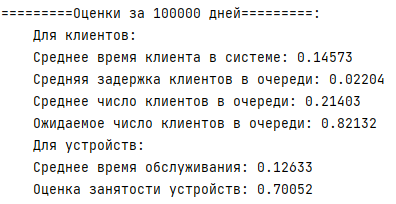 =========Оценки за 100000 дней=========:
Для клиентов:
Среднее время клиента в системе: 0.14573
Средняя задержка клиентов в очереди: 0.02204
Среднее число клиентов в очереди: 0.21403
Ожидаемое число клиентов в очереди: 0.82132
Для устройств:
Среднее время обслуживания: 0.12633
Оценка занятости устройств: 0.70052